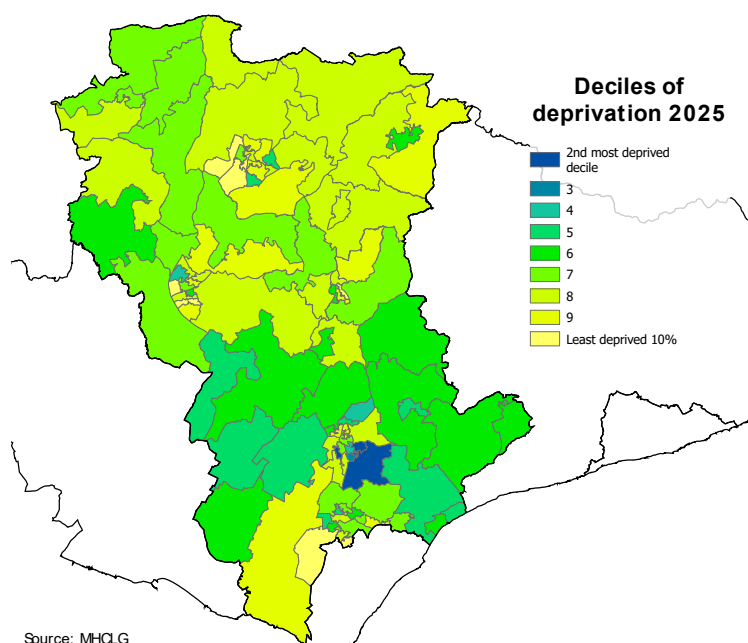 Deciles of
deprivation 2025
2nd most deprived
decile
3
4
5
6
7
8
9
Least deprived 10%
Source: MHCLG